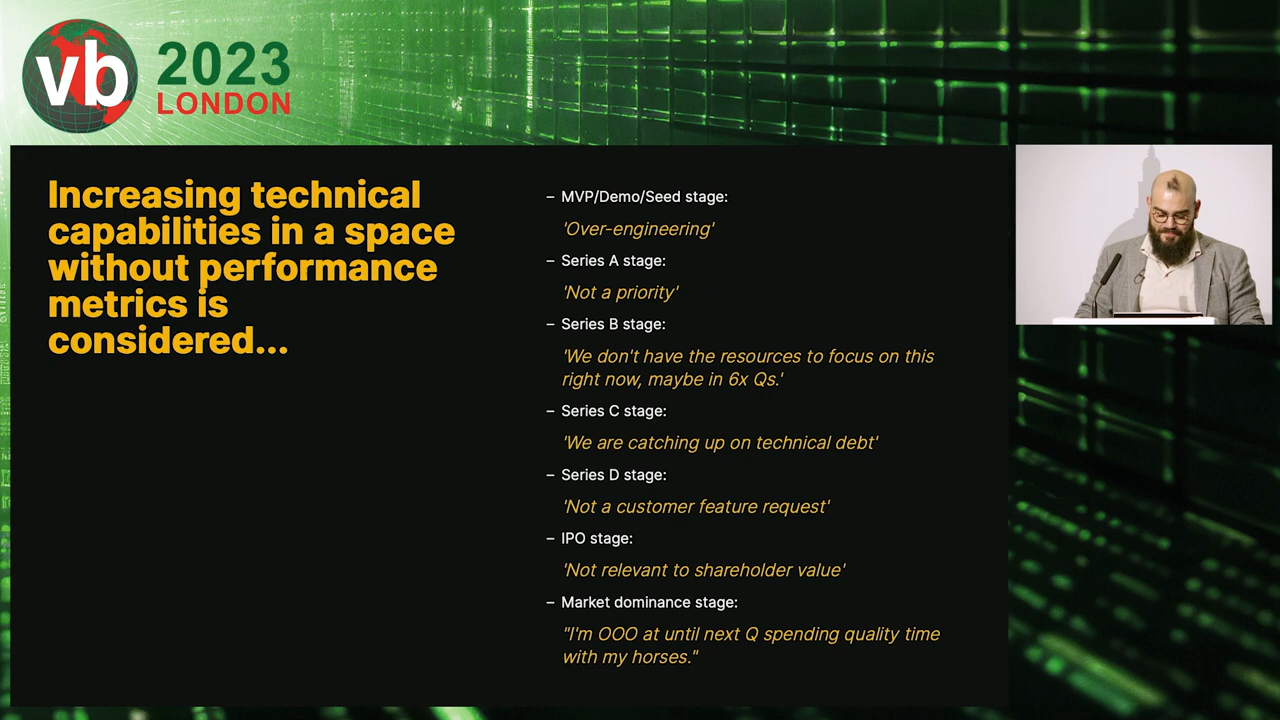 vb 2023
LONDON
Increasing technical
capabilities in a space
without performance
metrics is
considered...
– MVP/Demo/Seed stage:
'Over-engineering'
– Series A stage:
'Not a priority'
– Series B stage:
'We don't have the resources to focus on this
right now, maybe in 6x Qs.'
– Series C stage:
'We are catching up on technical debt'
– Series D stage:
'Not a customer feature request'
– IPO stage:
'Not relevant to shareholder value'
– Market dominance stage:
"I'm OOO at until next Q spending quality time
with my horses."